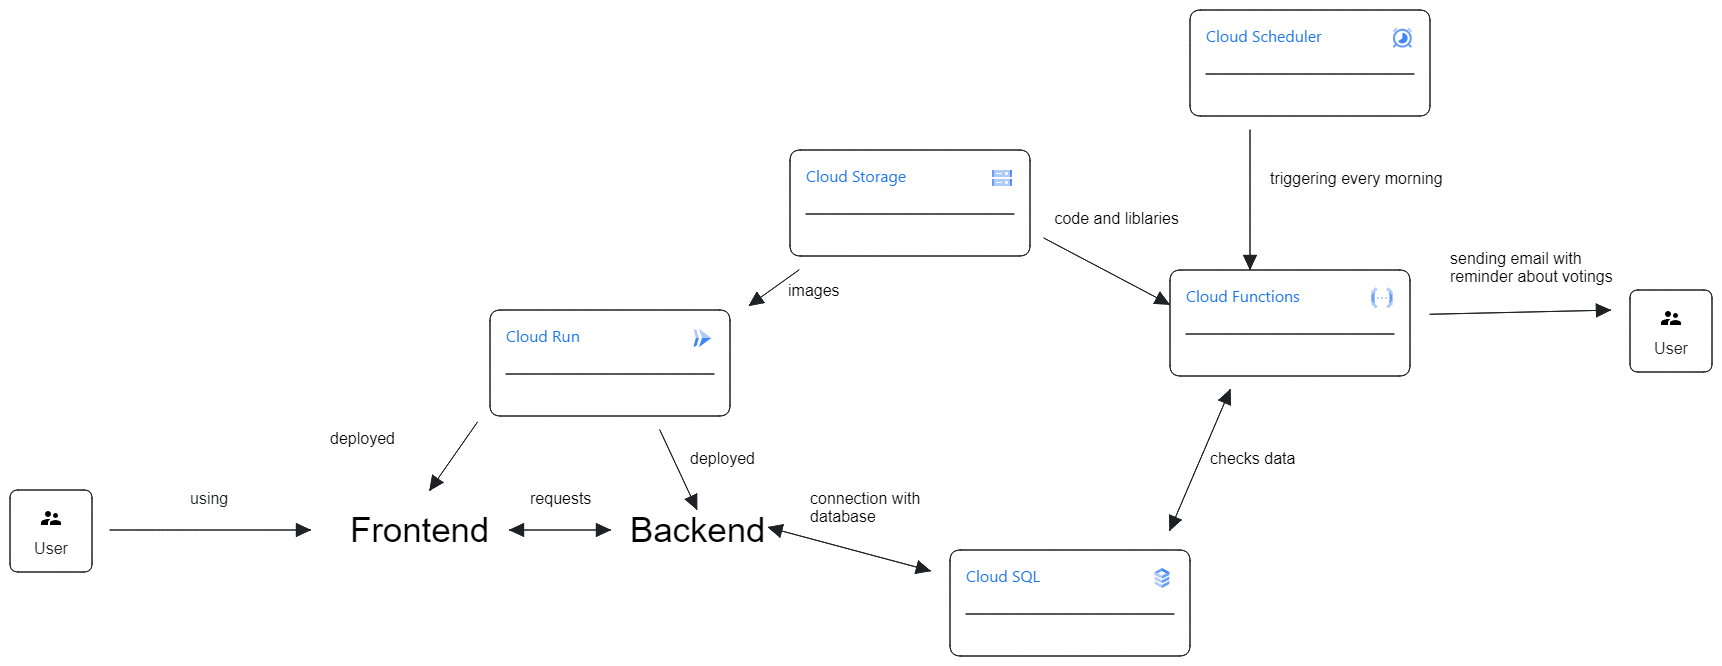 Cloud Scheduler
Cloud Storage
triggering every morning
code and liblaries
sending email with
reminder about votings
images
Cloud Functions
Cloud Run
User
deployed
deployed
checks data
using
requests
connection with
database
Frontend
Backend
User
Cloud SQL